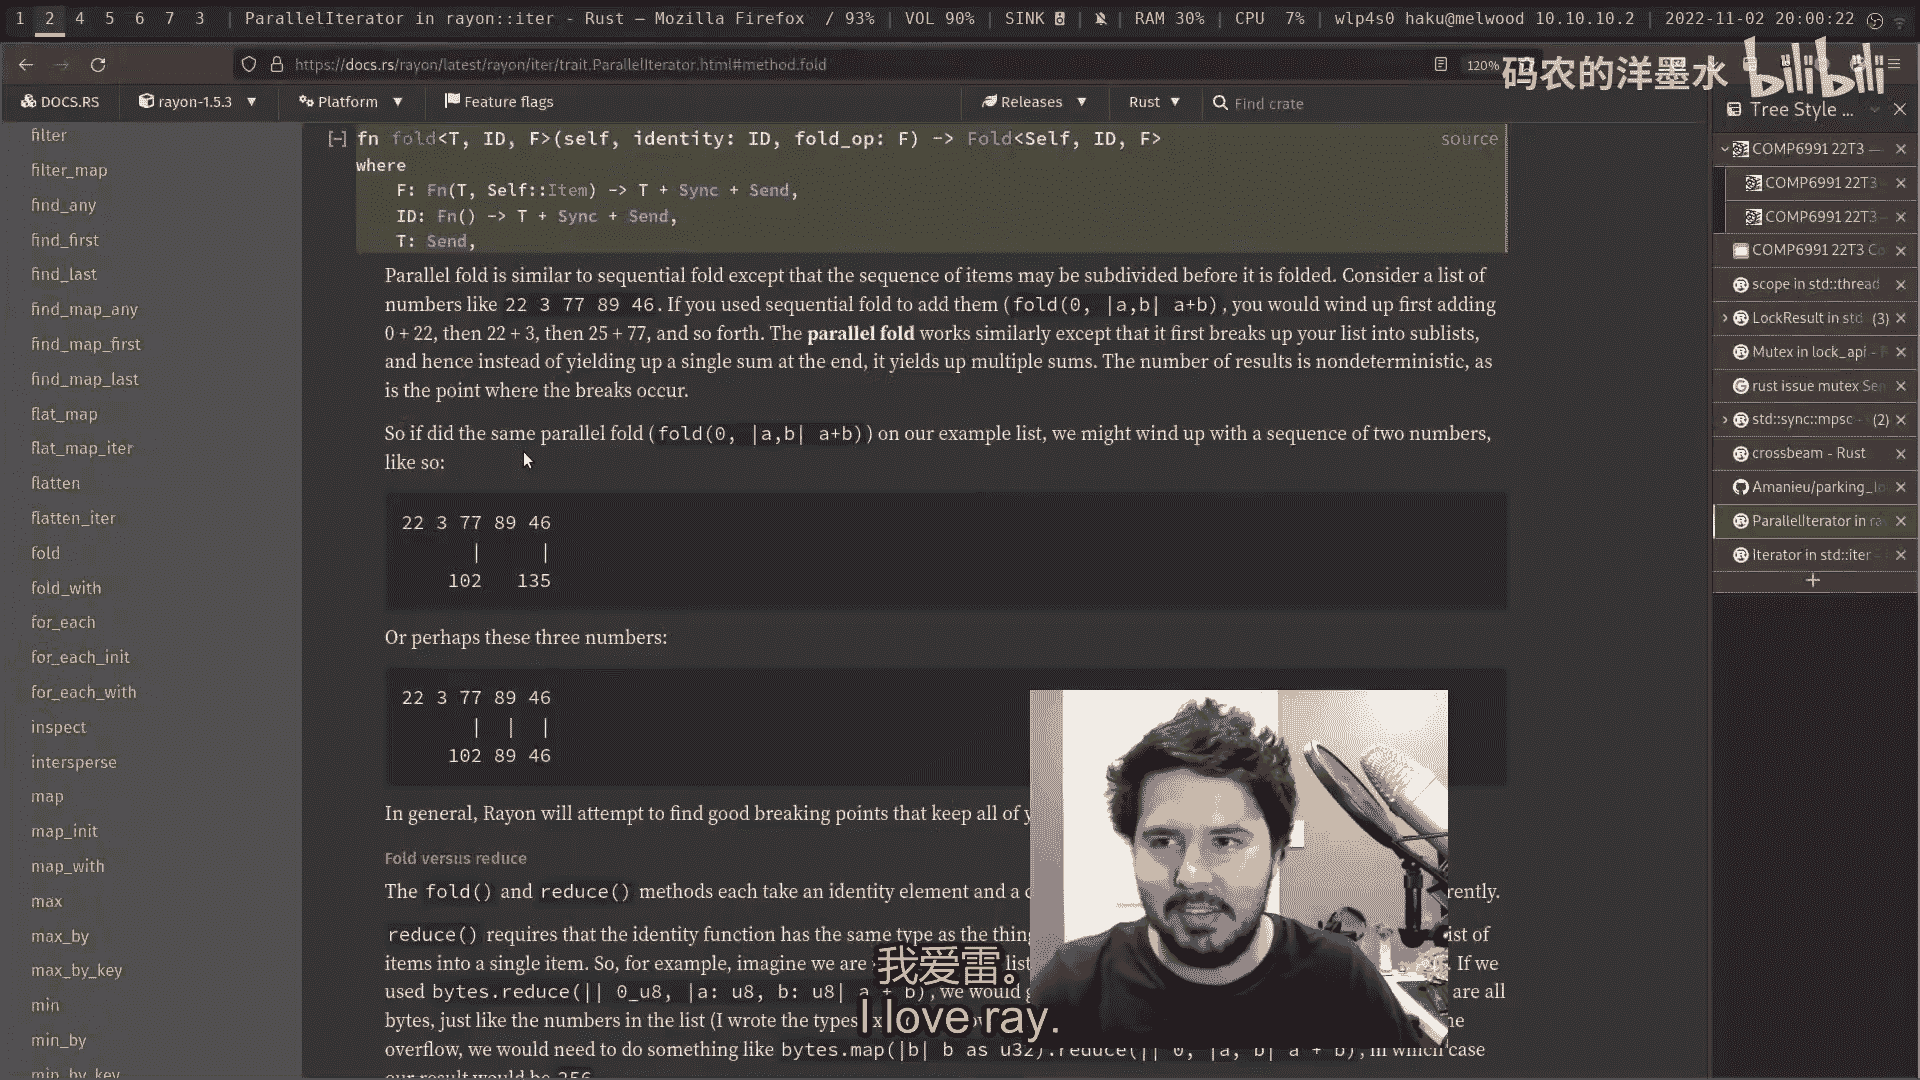 1 2 4 5 6 7 3 | ParallelIterator in rayon::iter - Rust — Mozilla Firefox / 93% | VOL 90% | SINK | RAM 30% | CPU 7% | wlp4s0 haku@melwood 10.10.10.2 | 2022-11-02 20:00:22
https://docs.rs/rayon/latest/rayon/iter/trait.ParallelIterator.html#method.fold 120%
码农的洋墨水 bilibili
DOCS.RS rayon-1.5.3 Platform Feature flags Releases Rust Find crate
Tree Style ...
filter
filter_map
find_any
find_first
find_last
find_map_any
find_map_first
find_map_last
flat_map
flat_map_iter
flatten
flatten_iter
fold
fold_with
for_each
for_each_init
for_each_with
inspect
intersperse
map
map_init
map_with
max
max_by
max_by_key
min
min_by
min_by_key
[−] fn fold<T, ID, F>(self, identity: ID, fold_op: F) -> Fold<Self, ID, F> source
where
F: Fn(T, Self::Item) -> T + Sync + Send,
ID: Fn() -> T + Sync + Send,
T: Send,
Parallel fold is similar to sequential fold except that the sequence of items may be subdivided before it is folded. Consider a list of
numbers like 22 3 77 89 46. If you used sequential fold to add them (fold(0, |a,b| a+b), you would wind up first adding
0 + 22, then 22 + 3, then 25 + 77, and so forth. The parallel fold works similarly except that it first breaks up your list into sublists,
and hence instead of yielding up a single sum at the end, it yields up multiple sums. The number of results is nondeterministic, as
is the point where the breaks occur.
So if did the same parallel fold (fold(0, |a,b| a+b)) on our example list, we might wind up with a sequence of two numbers,
like so:
22 3 77 89 46
| |
102 135
Or perhaps these three numbers:
22 3 77 89 46
| | |
102 89 46
In general, Rayon will attempt to find good breaking points that keep all of y
Fold versus reduce
The fold() and reduce() methods each take an identity element and a c rently.
reduce() requires that the identity function has the same type as the thing ist of
items into a single item. So, for example, imagine we are list . If we
used bytes.reduce(|| 0_u8, |a: u8, b: u8| a + b), we would g are all
bytes, just like the numbers in the list (I wrote the types
overflow, we would need to do something like bytes.map(|b| b as u32).reduce(|| 0, |a, b| a + b), in which case
our result would be 256
COMP6991 22T3 —
COMP6991 22T3
COMP6991 22T3
COMP6991 22T3 Co
scope in std::thread
LockResult in std (3)
Mutex in lock_api - R
rust issue mutex Sen
std::sync::mpsc - (2)
crossbeam - Rust
Amanieu/parking_lo
ParallelIterator in ra
Iterator in std::iter -
我爱雷。
I love ray.